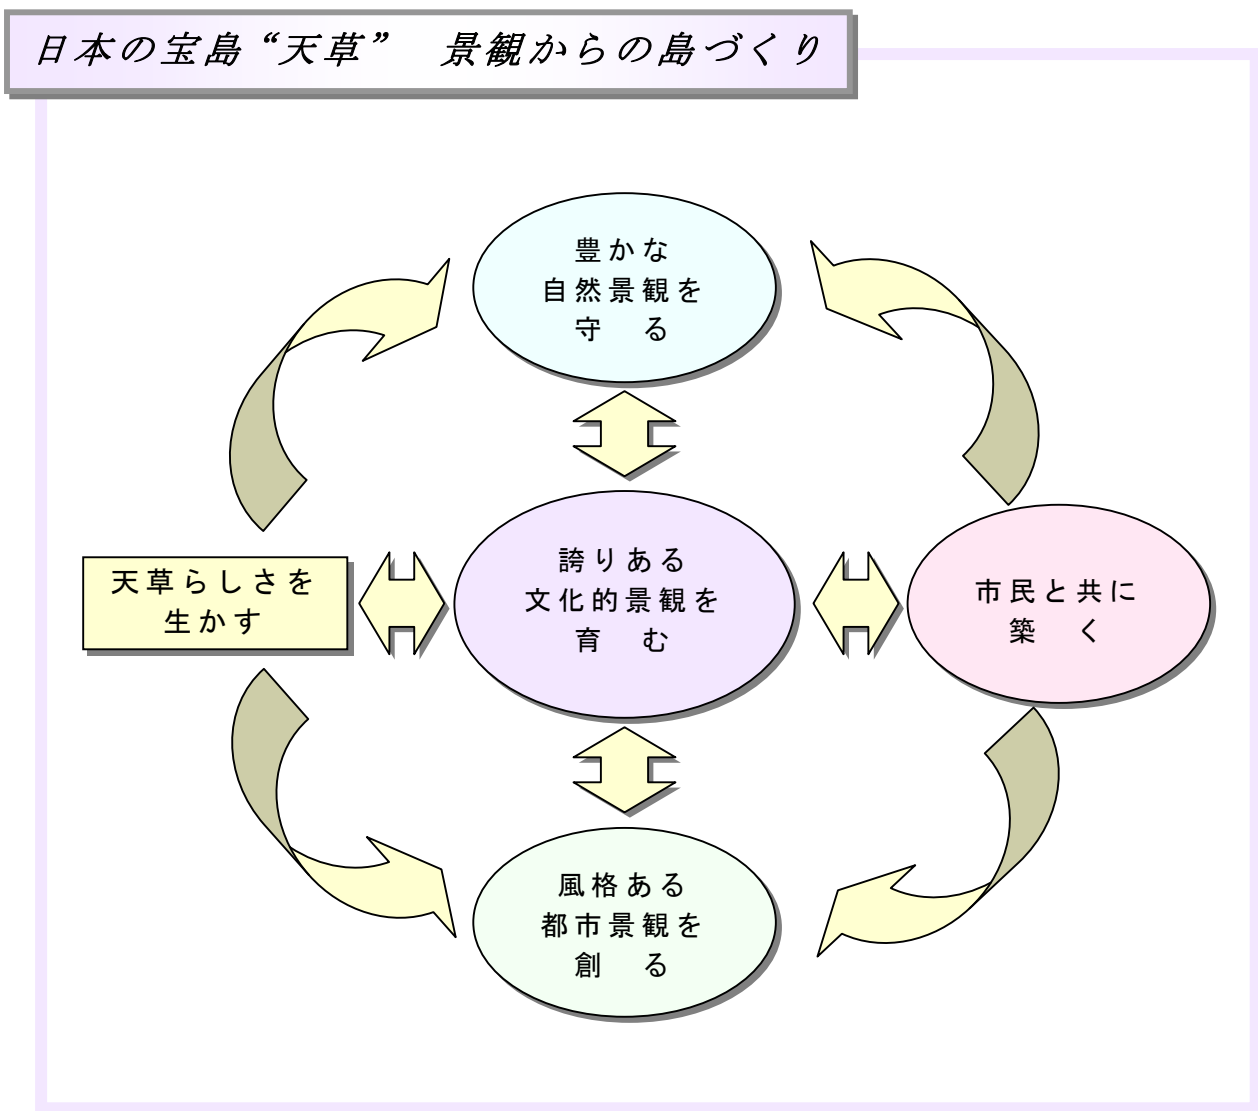 日本の宝島“天草”　景観からの島づくり
豊かな
自然景観を
守　る
誇りある
文化的景観を
育　む
天草らしさを
生かす
市民と共に
築　く
風格ある
都市景観を
創　る